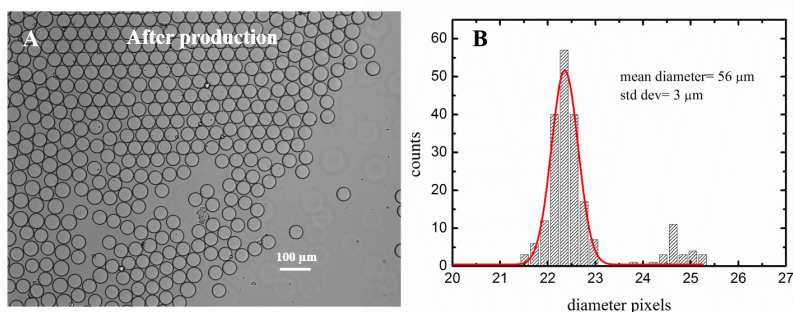 A
After production
100 µm
B
mean diameter= 56 µm
std dev= 3 µm
counts
60
50
40
30
20
10
0
20
21
22
23
24
25
26
27
diameter pixels